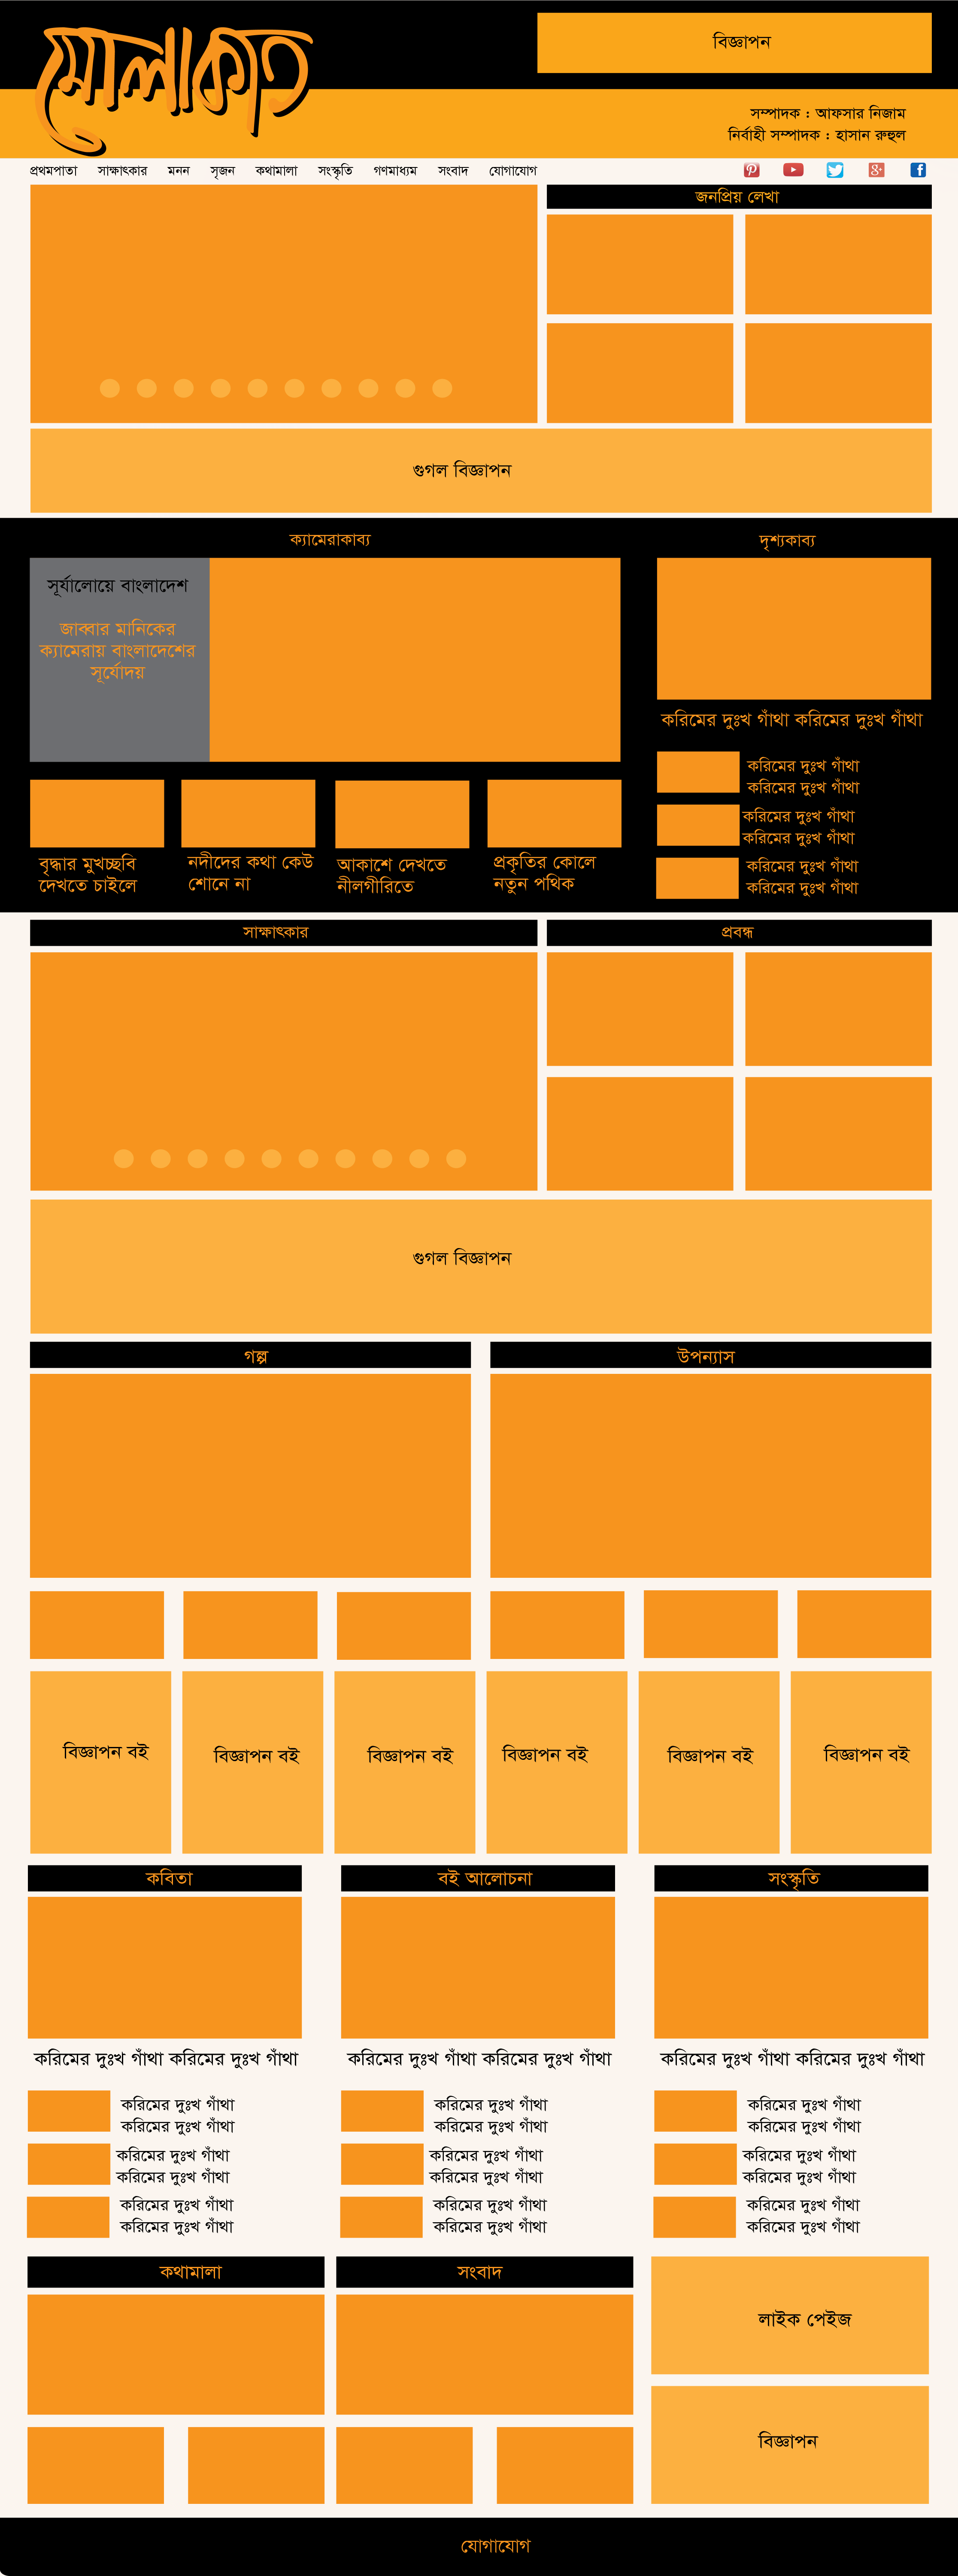 মোলাকাত
বিজ্ঞাপন
সম্পাদক : আফসার নিজাম
নির্বাহী সম্পাদক : হাসান রুহুল
প্রথমপাতা সাক্ষাৎকার মনন সৃজন কথামালা সংস্কৃতি গণমাধ্যম সংবাদ যোগাযোগ
জনপ্রিয় লেখা
গুগল বিজ্ঞাপন
ক্যামেরাকাব্য
সূর্যালোয়ে বাংলাদেশ
জাব্বার মানিকের
ক্যামেরায় বাংলাদেশের
সূর্যোদয়
বৃদ্ধার মুখচ্ছবি
দেখতে চাইলে
নদীদের কথা কেউ
শোনে না
আকাশে দেখতে
নীলগীরিতে
প্রকৃতির কোলে
নতুন পথিক
দৃশ্যকাব্য
করিমের দুঃখ গাঁথা করিমের দুঃখ গাঁথা
করিমের দুঃখ গাঁথা
করিমের দুঃখ গাঁথা
করিমের দুঃখ গাঁথা
করিমের দুঃখ গাঁথা
করিমের দুঃখ গাঁথা
করিমের দুঃখ গাঁথা
সাক্ষাৎকার
প্রবন্ধ
গুগল বিজ্ঞাপন
গল্প
উপন্যাস
বিজ্ঞাপন বই
বিজ্ঞাপন বই
বিজ্ঞাপন বই
বিজ্ঞাপন বই
বিজ্ঞাপন বই
বিজ্ঞাপন বই
কবিতা
করিমের দুঃখ গাঁথা করিমের দুঃখ গাঁথা
করিমের দুঃখ গাঁথা
করিমের দুঃখ গাঁথা
করিমের দুঃখ গাঁথা
করিমের দুঃখ গাঁথা
করিমের দুঃখ গাঁথা
করিমের দুঃখ গাঁথা
বই আলোচনা
করিমের দুঃখ গাঁথা করিমের দুঃখ গাঁথা
করিমের দুঃখ গাঁথা
করিমের দুঃখ গাঁথা
করিমের দুঃখ গাঁথা
করিমের দুঃখ গাঁথা
করিমের দুঃখ গাঁথা
করিমের দুঃখ গাঁথা
সংস্কৃতি
করিমের দুঃখ গাঁথা করিমের দুঃখ গাঁথা
করিমের দুঃখ গাঁথা
করিমের দুঃখ গাঁথা
করিমের দুঃখ গাঁথা
করিমের দুঃখ গাঁথা
করিমের দুঃখ গাঁথা
করিমের দুঃখ গাঁথা
কথামালা
সংবাদ
লাইক পেইজ
বিজ্ঞাপন
যোগাযোগ